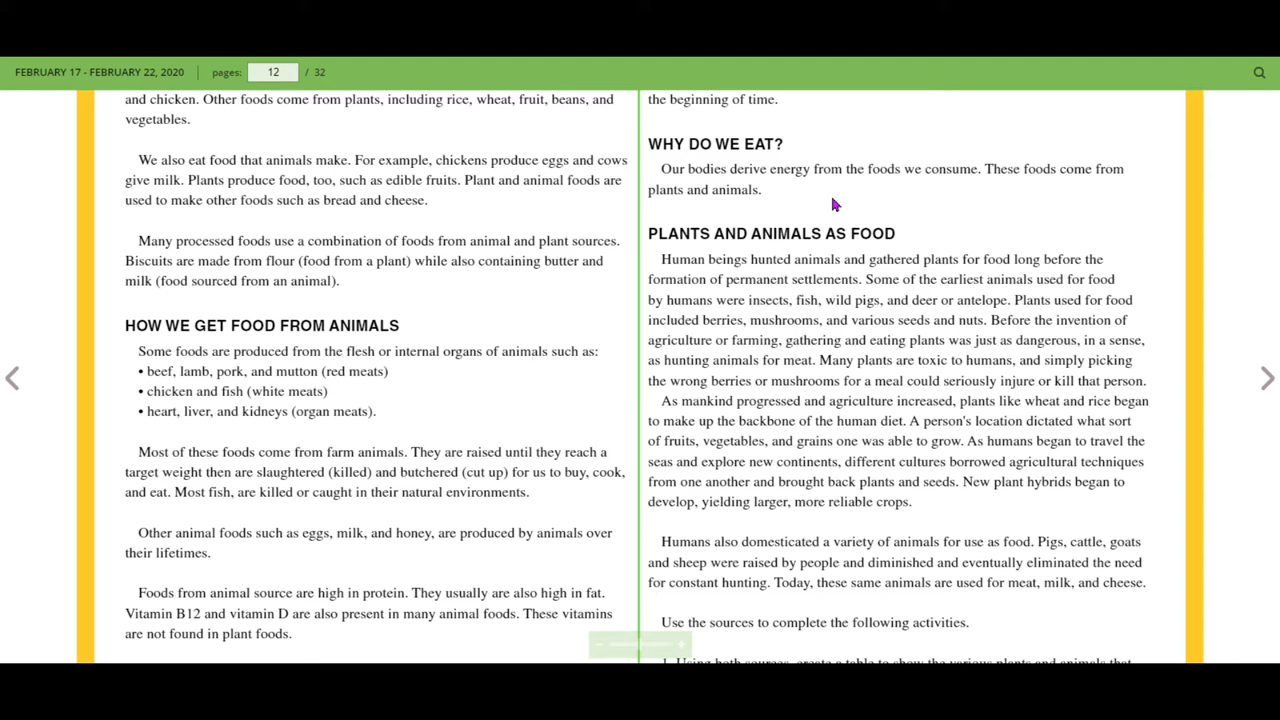 FEBRUARY 17 - FEBRUARY 22, 2020 pages: 12 / 32
and chicken. Other foods come from plants, including rice, wheat, fruit, beans, and
vegetables.
We also eat food that animals make. For example, chickens produce eggs and cows
give milk. Plants produce food, too, such as edible fruits. Plant and animal foods are
used to make other foods such as bread and cheese.
Many processed foods use a combination of foods from animal and plant sources.
Biscuits are made from flour (food from a plant) while also containing butter and
milk (food sourced from an animal).
HOW WE GET FOOD FROM ANIMALS
Some foods are produced from the flesh or internal organs of animals such as:
• beef, lamb, pork, and mutton (red meats)
• chicken and fish (white meats)
• heart, liver, and kidneys (organ meats).
Most of these foods come from farm animals. They are raised until they reach a
target weight then are slaughtered (killed) and butchered (cut up) for us to buy, cook,
and eat. Most fish, are killed or caught in their natural environments.
Other animal foods such as eggs, milk, and honey, are produced by animals over
their lifetimes.
Foods from animal source are high in protein. They usually are also high in fat.
Vitamin B12 and vitamin D are also present in many animal foods. These vitamins
are not found in plant foods.
the beginning of time.
WHY DO WE EAT?
Our bodies derive energy from the foods we consume. These foods come from
plants and animals.
PLANTS AND ANIMALS AS FOOD
Human beings hunted animals and gathered plants for food long before the
formation of permanent settlements. Some of the earliest animals used for food
by humans were insects, fish, wild pigs, and deer or antelope. Plants used for food
included berries, mushrooms, and various seeds and nuts. Before the invention of
agriculture or farming, gathering and eating plants was just as dangerous, in a sense,
as hunting animals for meat. Many plants are toxic to humans, and simply picking
the wrong berries or mushrooms for a meal could seriously injure or kill that person.
As mankind progressed and agriculture increased, plants like wheat and rice began
to make up the backbone of the human diet. A person's location dictated what sort
of fruits, vegetables, and grains one was able to grow. As humans began to travel the
seas and explore new continents, different cultures borrowed agricultural techniques
from one another and brought back plants and seeds. New plant hybrids began to
develop, yielding larger, more reliable crops.
Humans also domesticated a variety of animals for use as food. Pigs, cattle, goats
and sheep were raised by people and diminished and eventually eliminated the need
for constant hunting. Today, these same animals are used for meat, milk, and cheese.
Use the sources to complete the following activities.
1. Using both sources, create a table to show the various plants and animals that